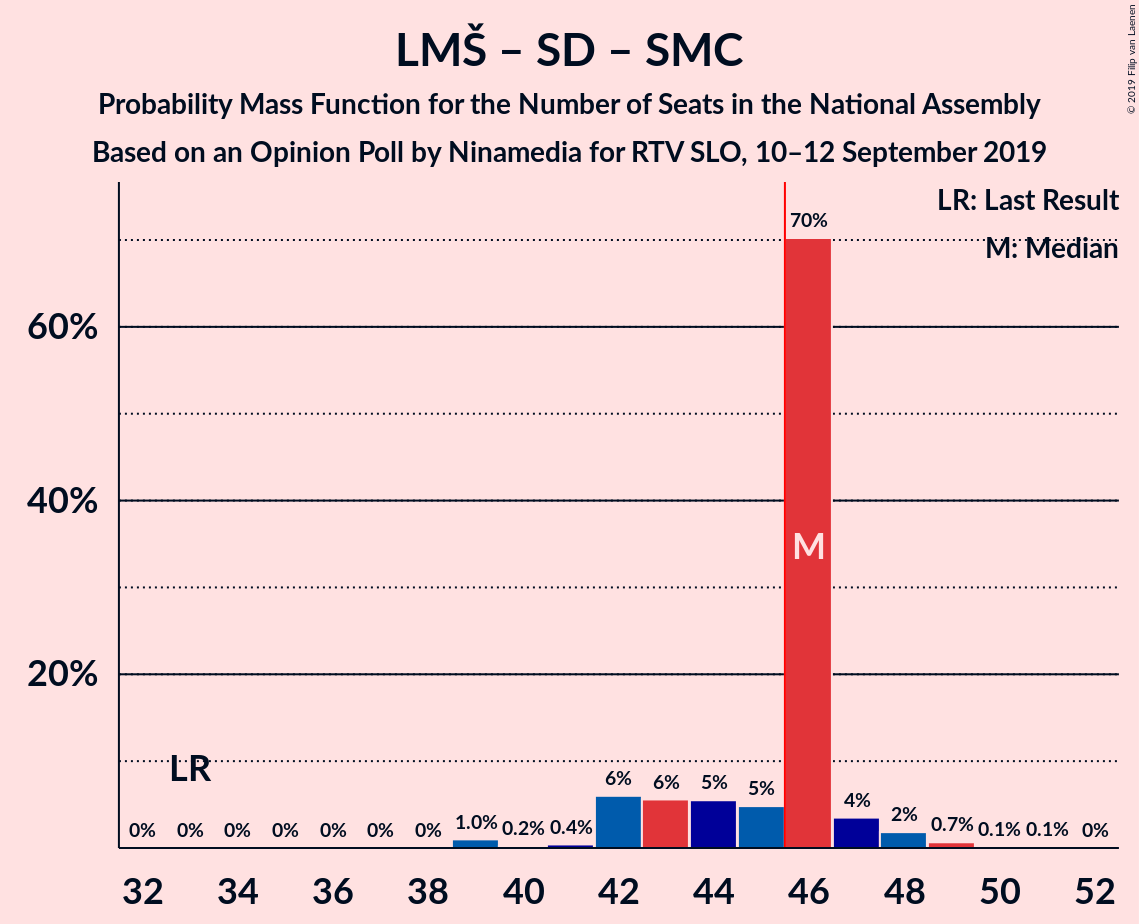 LMŠ – SD – SMC
Probability Mass Function for the Number of Seats in the National Assembly
Based on an Opinion Poll by Ninamedia for RTV SLO, 10–12 September 2019
© 2019 Filip van Laenen
LR: Last Result
M: Median
60%
40%
20%
LR
M
0% 0% 0% 0% 0% 0% 0% 1.0% 0.2% 0.4% 6% 6% 5% 5% 70% 4% 2% 0.7% 0.1% 0.1% 0%
32 34 36 38 40 42 44 46 48 50 52